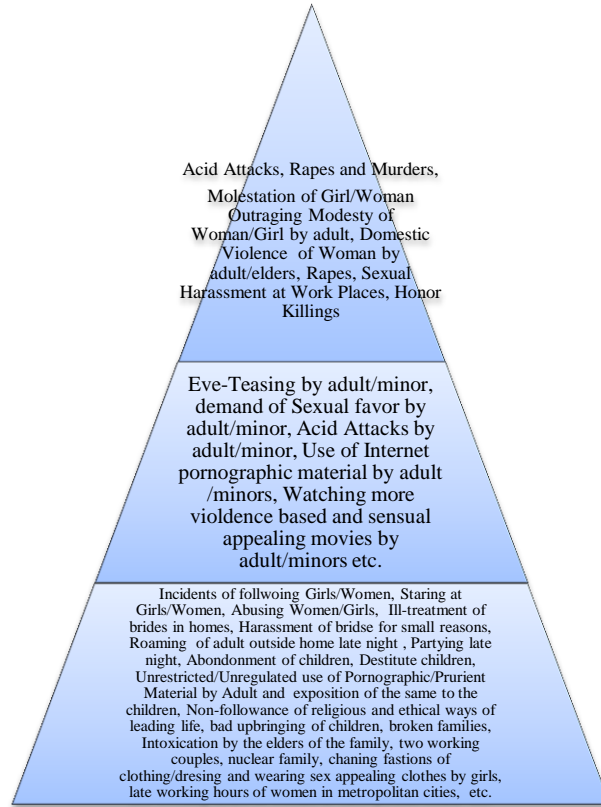 Acid Attacks, Rapes and Murders,
Molestation of Girl/Woman
Outraging Modesty of
Woman/Girl by adult, Domestic
Violence of Woman by
adult/elders, Rapes, Sexual
Harassment at Work Places, Honor
Killings
Eve-Teasing by adult/minor,
demand of Sexual favor by
adult/minor, Acid Attacks by
adult/minor, Use of Internet
pornographic material by adult
/minors, Watching more
violdence based and sensual
appealing movies by
adult/minors etc.
Incidents of follwoing Girls/Women, Staring at
Girls/Women, Abusing Women/Girls, Ill-treatment of
brides in homes, Harassment of bridse for small reasons,
Roaming of adult outside home late night , Partying late
night, Abondonment of children, Destitute children,
Unrestricted/Unregulated use of Pornographic/Prurient
Material by Adult and exposition of the same to the
children, Non-followance of religious and ethical ways of
leading life, bad upbringing of children, broken families,
Intoxication by the elders of the family, two working
couples, nuclear family, chaning fastions of
clothing/dresing and wearing sex appealing clothes by girls,
late working hours of women in metropolitan cities, etc.